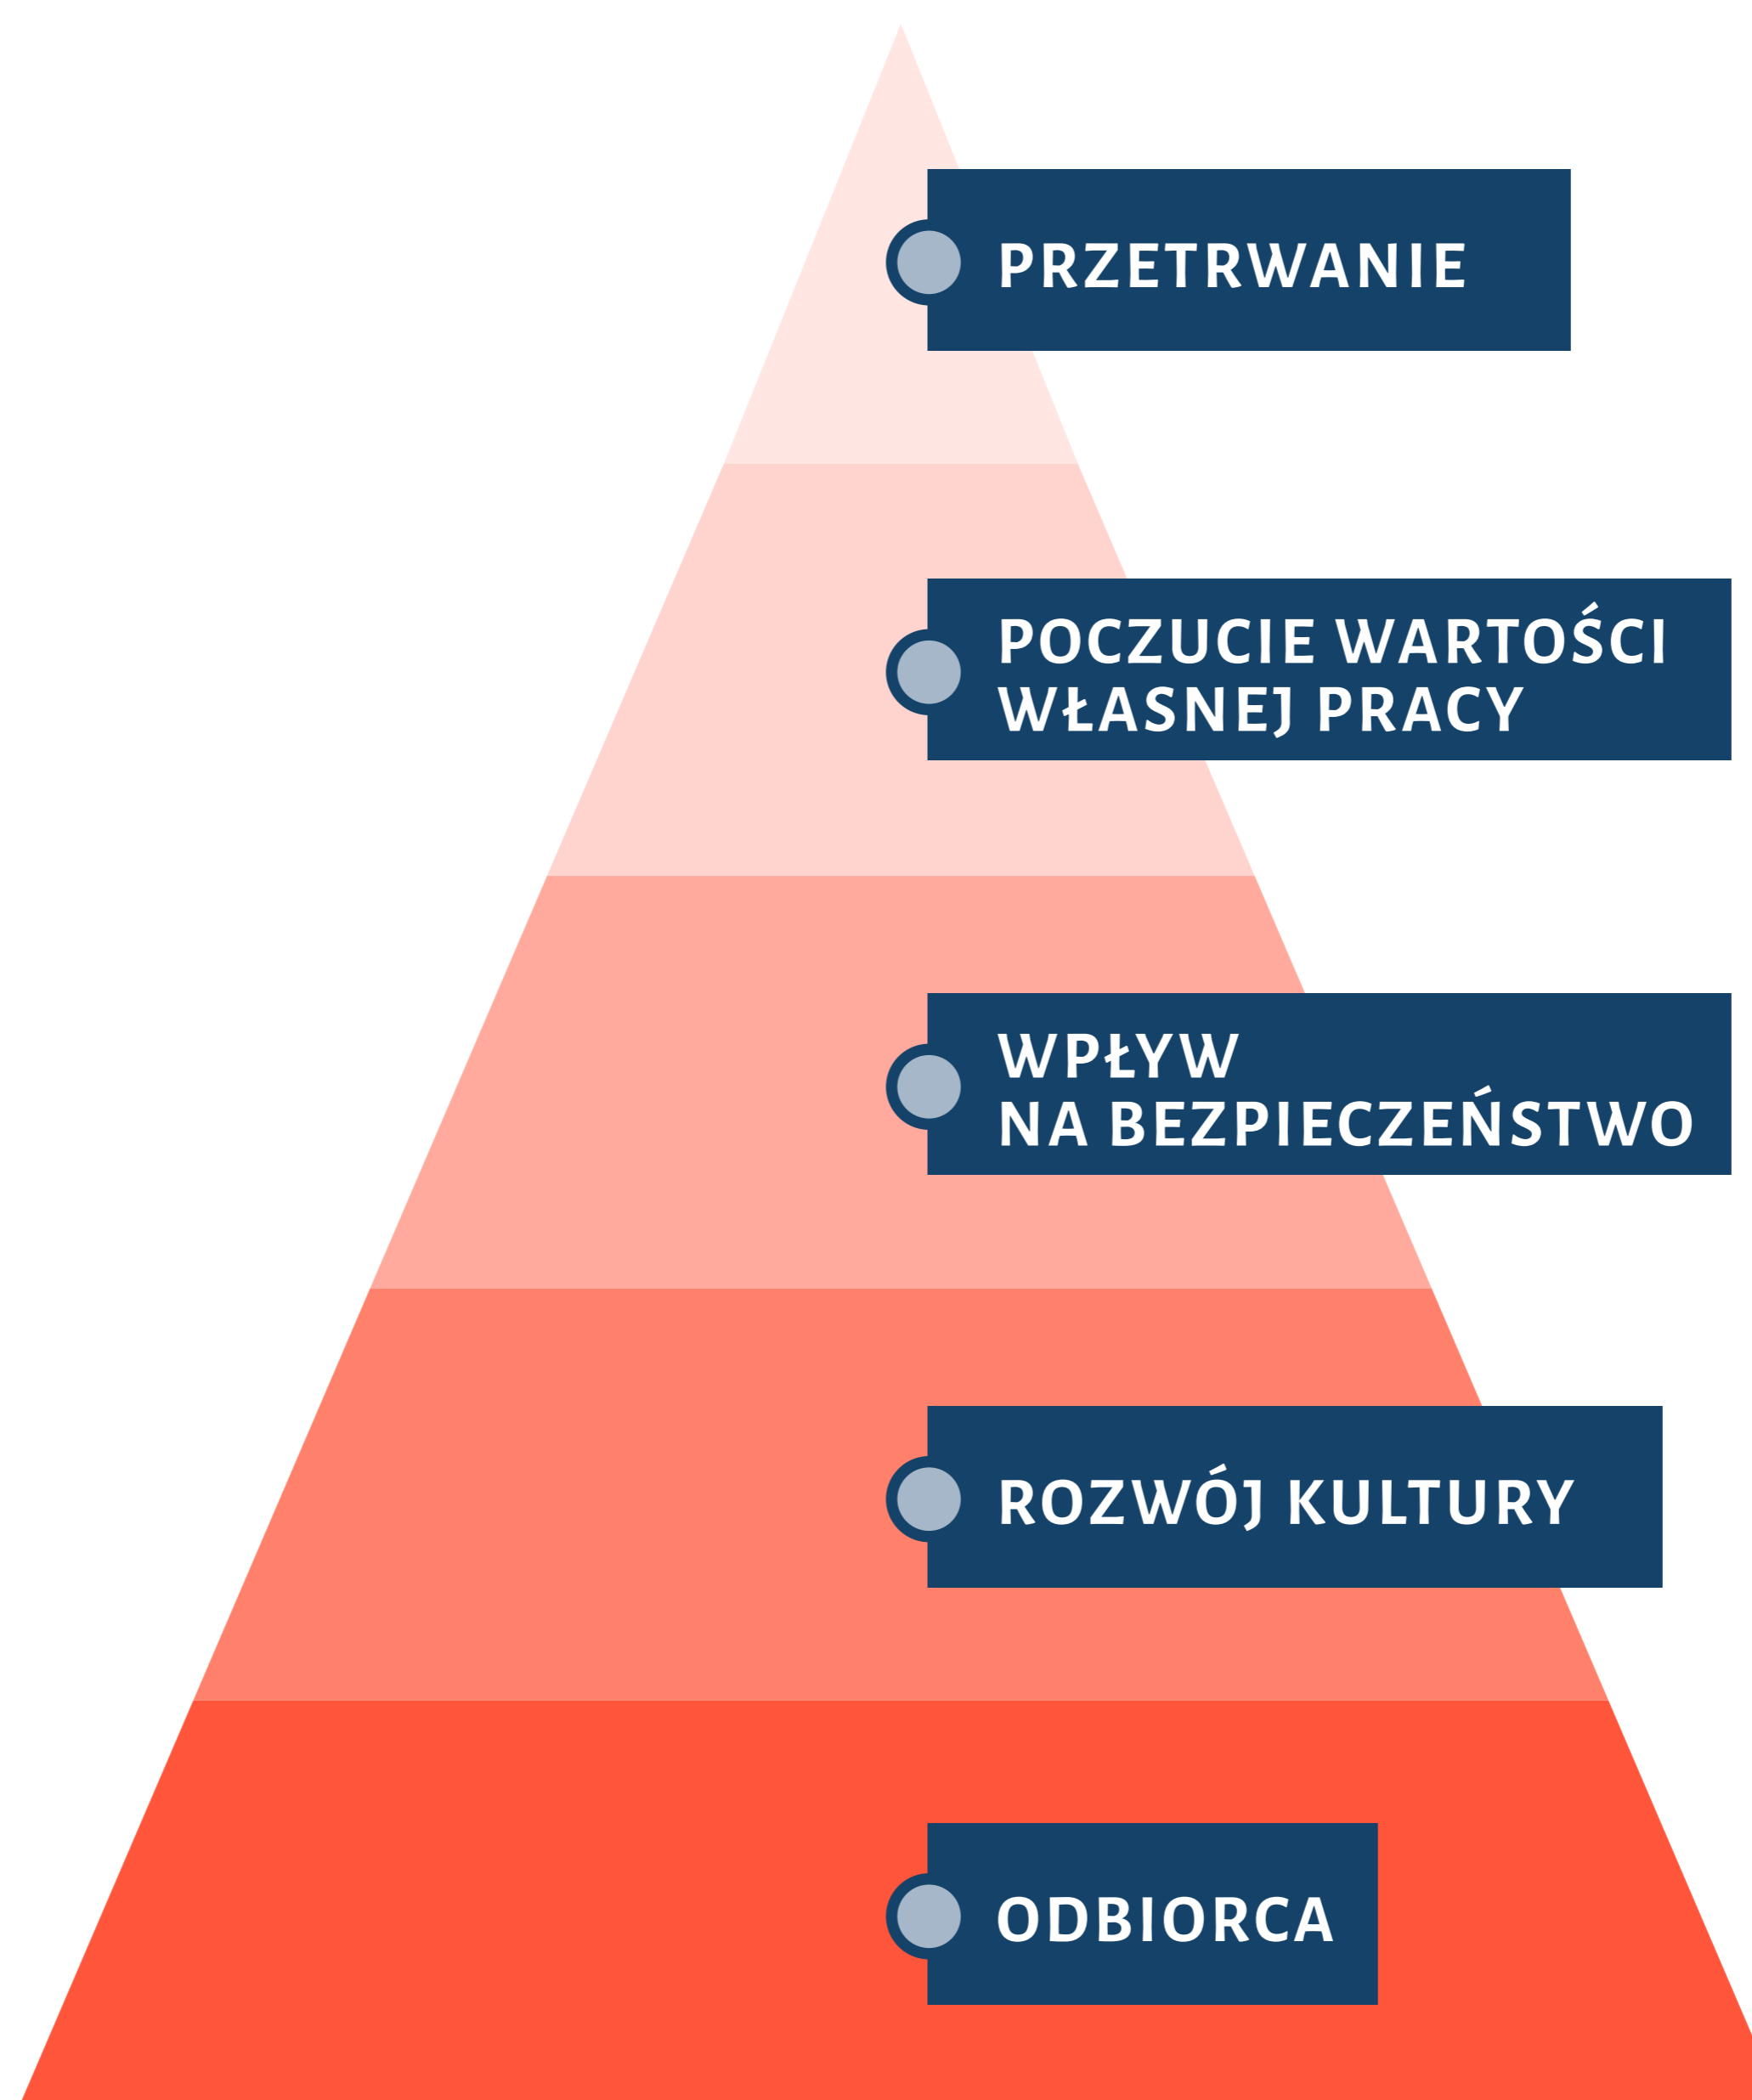 PRZETRWANIE
POCZUCIE WARTOŚCI
WŁASNEJ PRACY
WPŁYW
NA BEZPIECZEŃSTWO
ROZWÓJ KULTURY
ODBIORCA